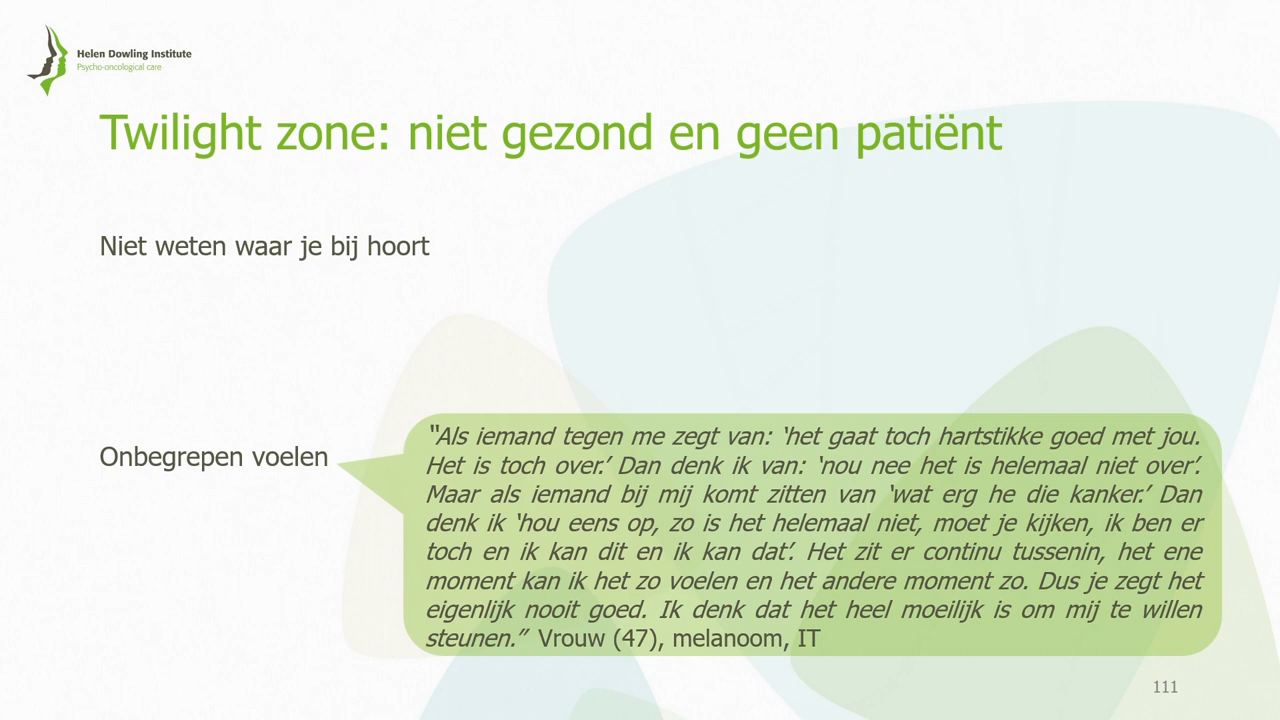 Helen Dowling Institute
Psycho-oncological care
Twilight zone: niet gezond en geen patiënt
Niet weten waar je bij hoort
Onbegrepen voelen
“Als iemand tegen me zegt van: ‘het gaat toch hartstikke goed met jou.
Het is toch over.’ Dan denk ik van: ‘nou nee het is helemaal niet over’.
Maar als iemand bij mij komt zitten van ‘wat erg he die kanker.’ Dan
denk ik ‘hou eens op, zo is het helemaal niet, moet je kijken, ik ben er
toch en ik kan dit en ik kan dat’. Het zit er continu tussenin, het ene
moment kan ik het zo voelen en het andere moment zo. Dus je zegt het
eigenlijk nooit goed. Ik denk dat het heel moeilijk is om mij te willen
steunen.” Vrouw (47), melanoom, IT
111